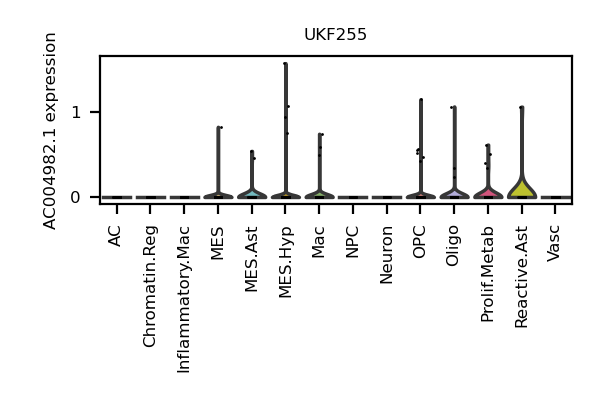 UKF255
AC004982.1 expression
1
0
AC
Chromatin.Reg
Inflammatory.Mac
MES
MES.Ast
MES.Hyp
Mac
NPC
Neuron
OPC
Oligo
Prolif.Metab
Reactive.Ast
Vasc